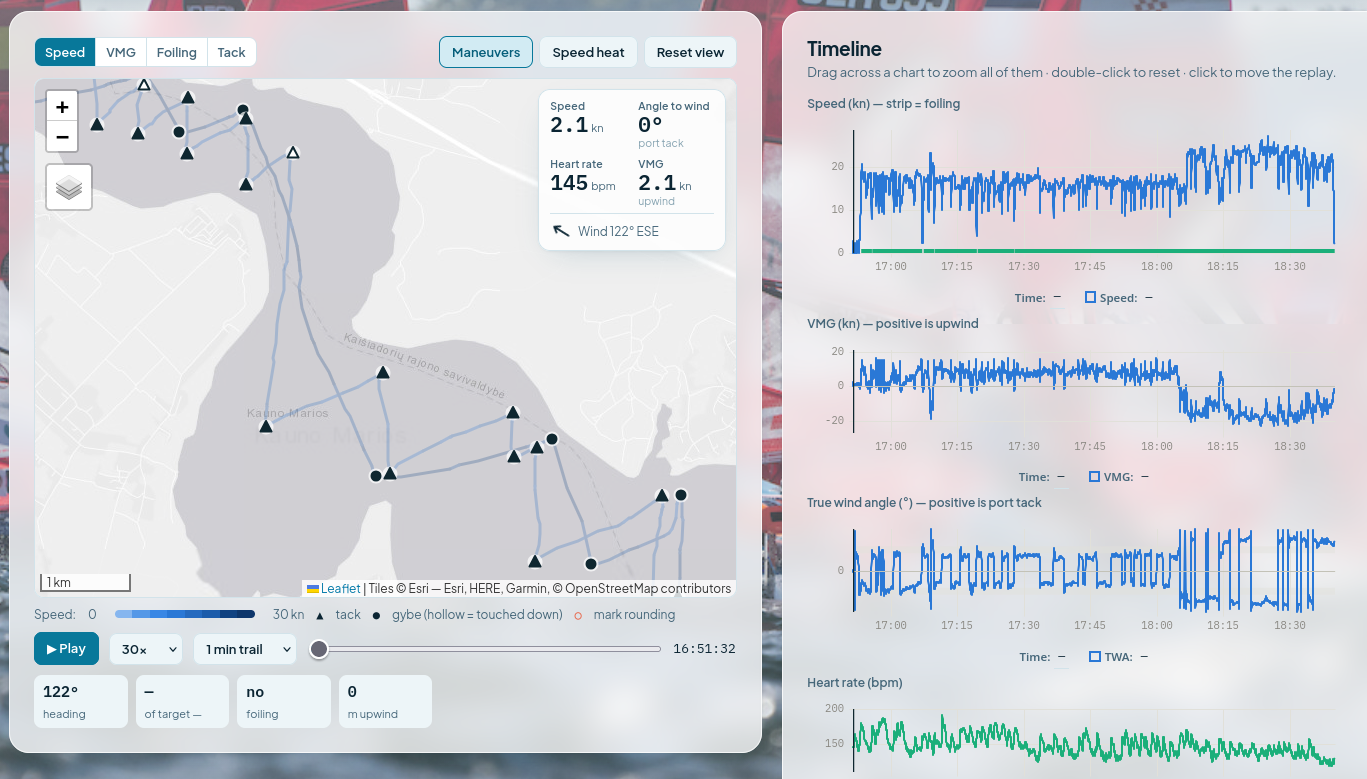 Speed VMG Foiling Tack Maneuvers Speed heat Reset view
+
−
Speed Angle to wind
2.1 kn 0°
port tack
Heart rate VMG
145 bpm 2.1 kn
upwind
Wind 122° ESE
Kaišiadorių rajono savivaldybė
Kauno Marios
Kauno Marios
1 km
Leaflet | Tiles © Esri — Esri, HERE, Garmin, © OpenStreetMap contributors
Speed: 0 30 kn ▲ tack ● gybe (hollow = touched down) ○ mark rounding
▶ Play 30× 1 min trail 16:51:32
122° — no 0
heading of target — foiling m upwind
Timeline
Drag across a chart to zoom all of them · double-click to reset · click to move the replay.
Speed (kn) — strip = foiling
20
10
0
17:00 17:15 17:30 17:45 18:00 18:15 18:30
Time: — Speed: —
VMG (kn) — positive is upwind
20
0
-20
17:00 17:15 17:30 17:45 18:00 18:15 18:30
Time: — VMG: —
True wind angle (°) — positive is port tack
0
17:00 17:15 17:30 17:45 18:00 18:15 18:30
Time: — TWA: —
Heart rate (bpm)
200
150